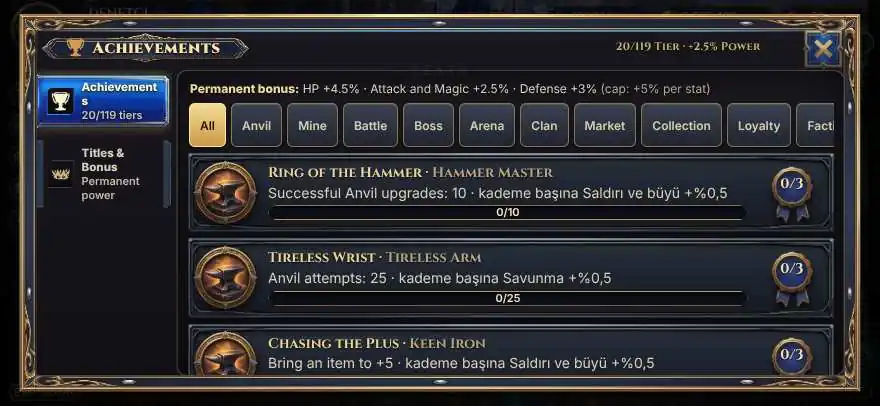 DENETÇİ
ACHIEVEMENTS
20/119 TIER · +2.5% POWER
Achievements
20/119 tiers
Titles & Bonus
Permanent power
Permanent bonus: HP +4.5% · Attack and Magic +2.5% · Defense +3% (cap: +5% per stat)
All Anvil Mine Battle Boss Arena Clan Market Collection Loyalty Facti
RING OF THE HAMMER · HAMMER MASTER
Successful Anvil upgrades: 10 · kademe başına Saldırı ve büyü +%0,5
0/10
0/3
TIRELESS WRIST · TIRELESS ARM
Anvil attempts: 25 · kademe başına Savunma +%0,5
0/25
0/3
CHASING THE PLUS · KEEN IRON
Bring an item to +5 · kademe başına Saldırı ve büyü +%0,5
0/3